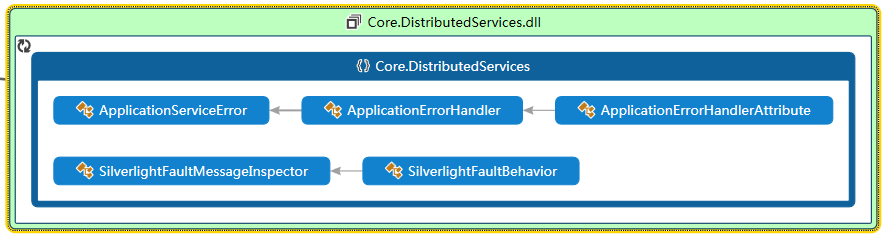 Core.DistributedServices.dll
Core.DistributedServices
ApplicationServiceError ApplicationErrorHandler ApplicationErrorHandlerAttribute
SilverlightFaultMessageInspector SilverlightFaultBehavior